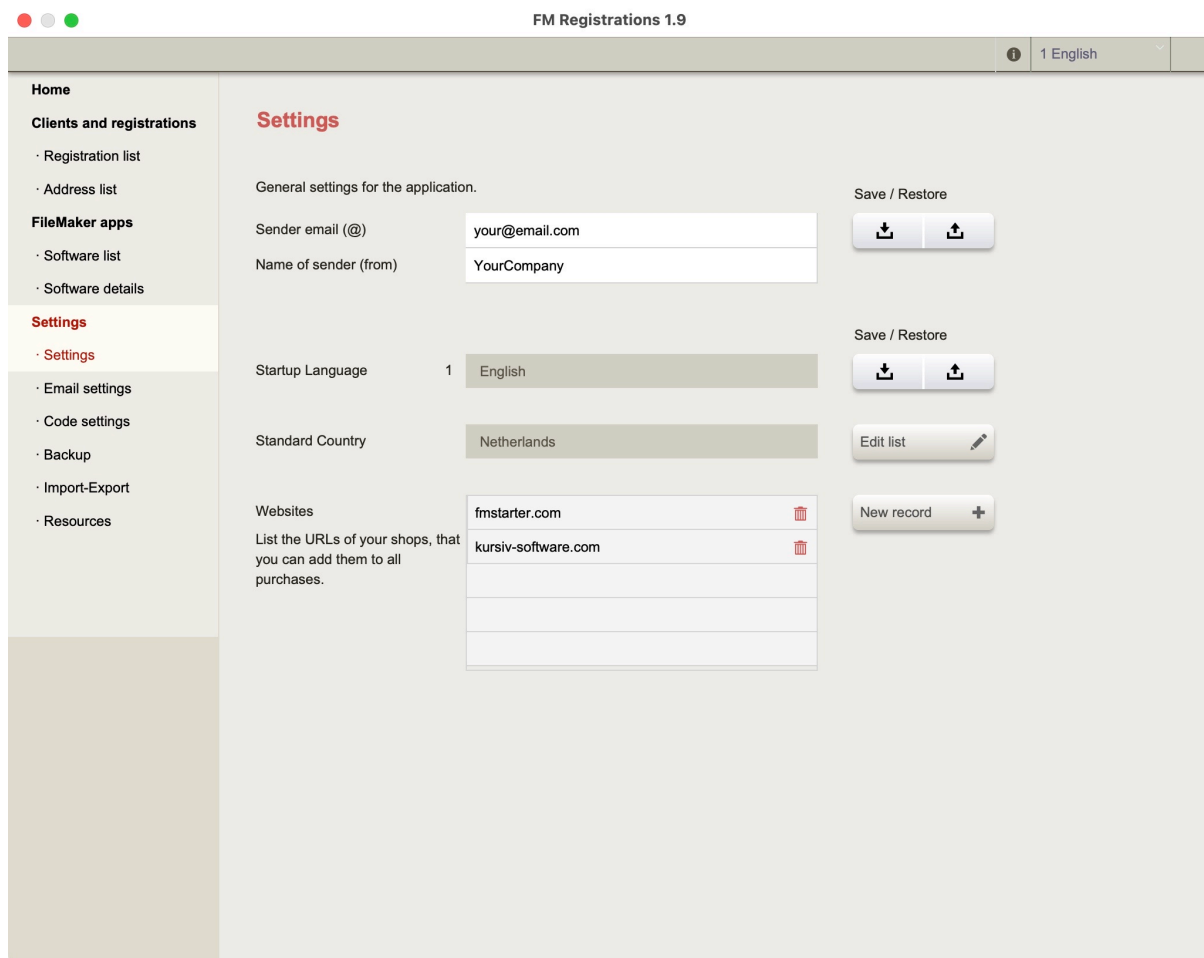 FM Registrations 1.9
1 English
Home
Clients and registrations
· Registration list
· Address list
FileMaker apps
· Software list
· Software details
Settings
· Settings
· Email settings
· Code settings
· Backup
· Import-Export
· Resources
Settings
General settings for the application.
Save / Restore
Sender email (@)
your@email.com
Name of sender (from)
YourCompany
Save / Restore
Startup Language 1 English
Standard Country
Netherlands
Edit list
Websites
List the URLs of your shops, that
you can add them to all
purchases.
fmstarter.com
kursiv-software.com
New record